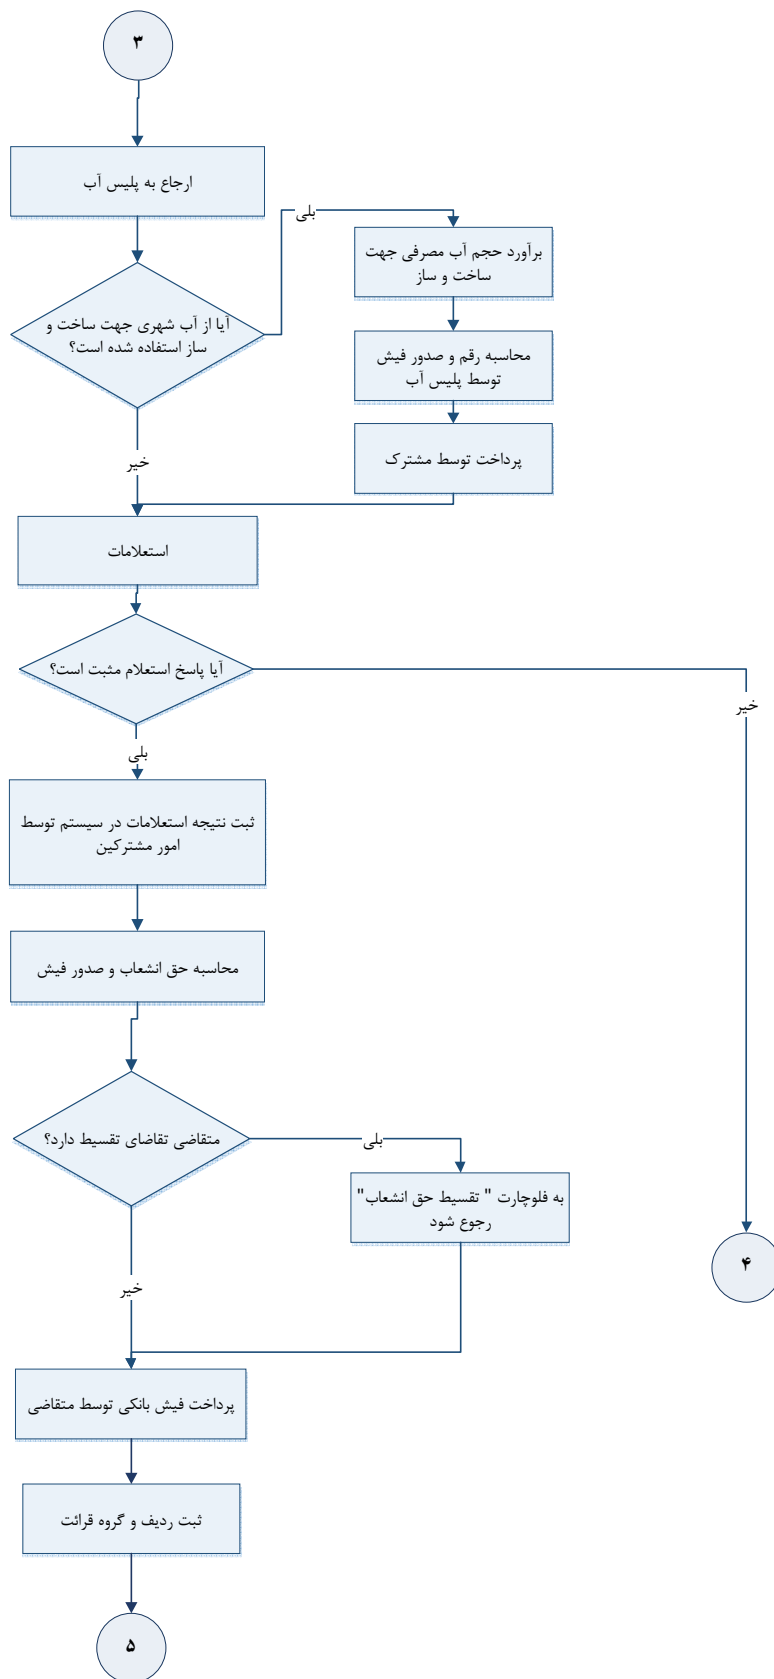 ۳
ارجاع به پلیس آب
بلی
برآورد حجم آب مصرفی جهت
ساخت و ساز
آیا از آب شهری جهت ساخت و
ساز استفاده شده است؟
محاسبه رقم و صدور فیش
توسط پلیس آب
خیر
پرداخت توسط مشترک
استعلامات
آیا پاسخ استعلام مثبت است؟
خیر
بلی
ثبت نتیجه استعلامات در سیستم توسط
امور مشترکین
محاسبه حق انشعاب و صدور فیش
متقاضی تقاضای تقسیط دارد؟
بلی
به فلوچارت " تقسیط حق انشعاب"
رجوع شود
۴
خیر
پرداخت فیش بانکی توسط متقاضی
ثبت ردیف و گروه قرائت
۵